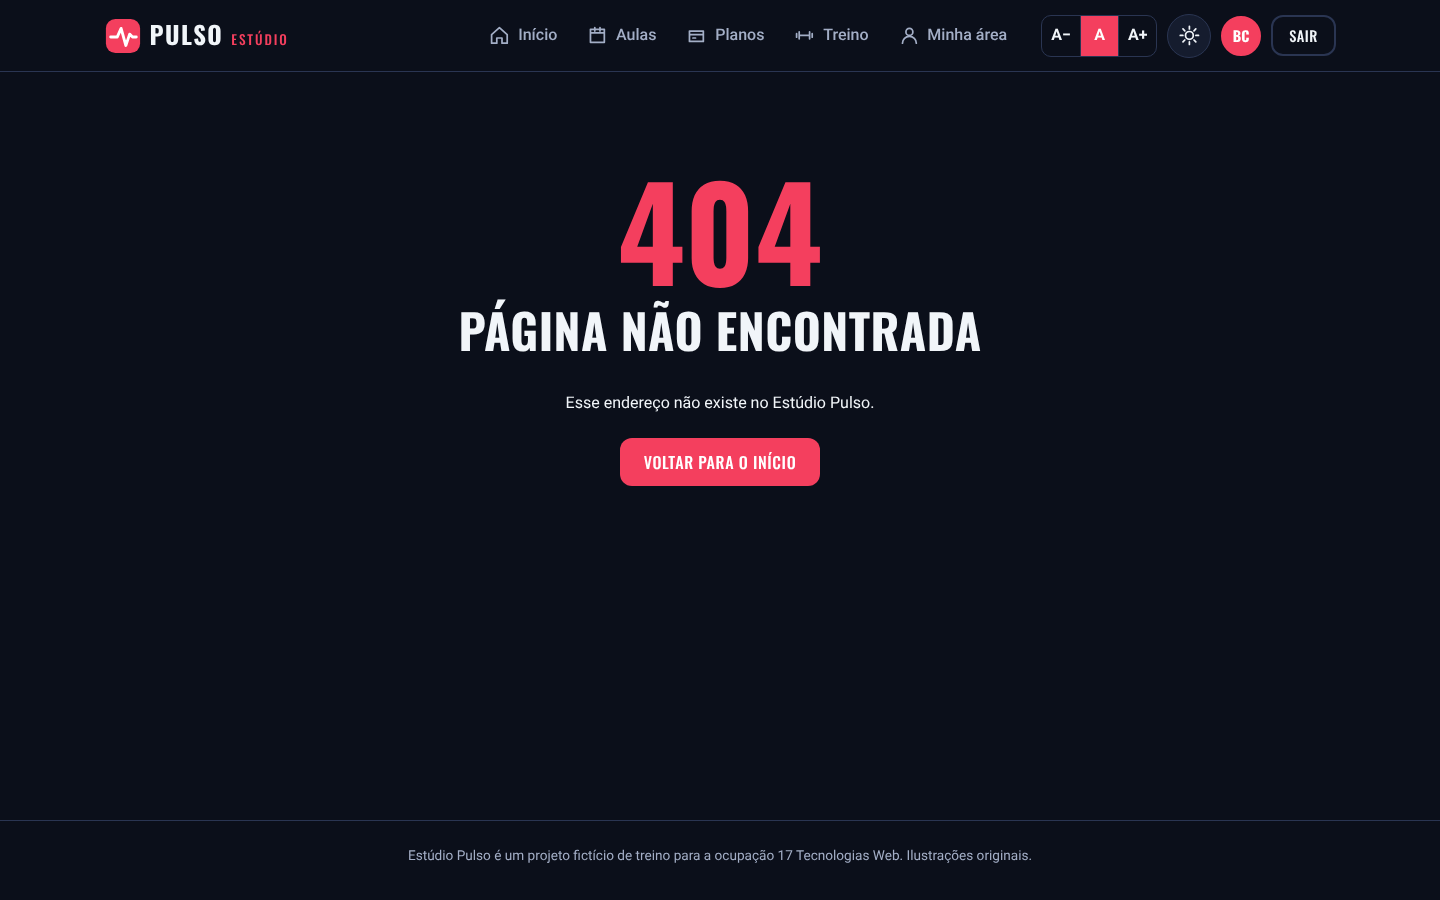 PULSO ESTÚDIO
Início
Aulas
Planos
Treino
Minha área
A−
A
A+
BC
SAIR
404
PÁGINA NÃO ENCONTRADA
Esse endereço não existe no Estúdio Pulso.
VOLTAR PARA O INÍCIO
Estúdio Pulso é um projeto fictício de treino para a ocupação 17 Tecnologias Web. Ilustrações originais.